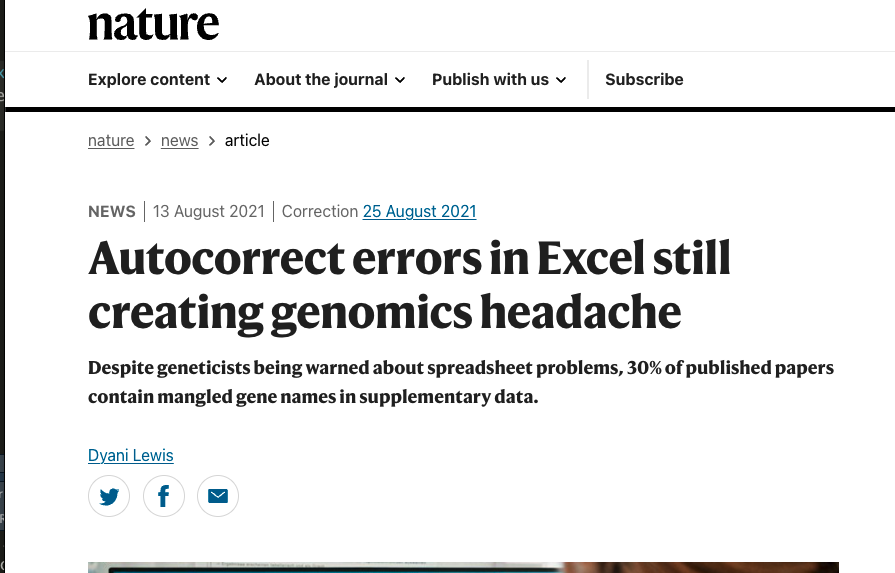 nature
Explore content About the journal Publish with us Subscribe
nature > news > article
NEWS | 13 August 2021 | Correction 25 August 2021
Autocorrect errors in Excel still
creating genomics headache
Despite geneticists being warned about spreadsheet problems, 30% of published papers
contain mangled gene names in supplementary data.
Dyani Lewis